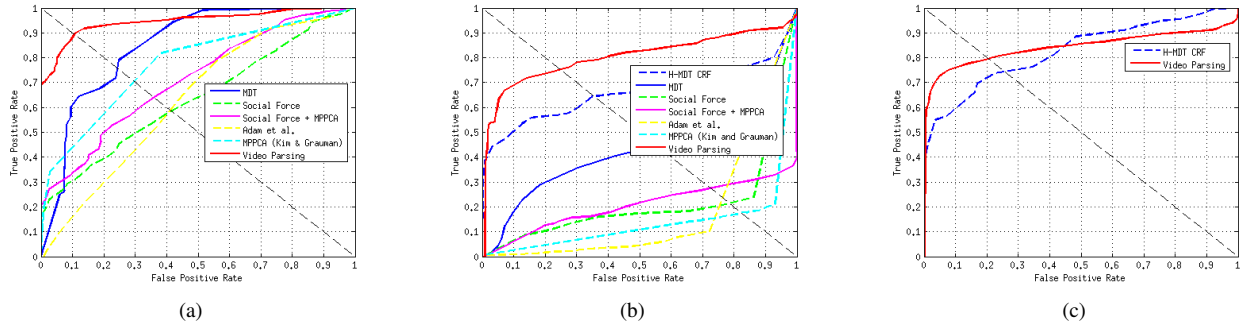 1
0.9
0.8
0.7
0.6
0.5
0.4
0.3
0.2
0.1
0
True Positive Rate
MDT
Social Force
Social Force + MPPCA
Adam et al.
MPPCA (Kim & Grauman)
Video Parsing
0 0.1 0.2 0.3 0.4 0.5 0.6 0.7 0.8 0.9 1
False Positive Rate
(a)
1
0.9
0.8
0.7
0.6
0.5
0.4
0.3
0.2
0.1
0
True Positive Rate
H-MDT CRF
MDT
Social Force
Social Force + MPPCA
Adam et al.
MPPCA (Kim and Grauman)
Video Parsing
0 0.1 0.2 0.3 0.4 0.5 0.6 0.7 0.8 0.9 1
False Positive Rate
(b)
1
0.9
0.8
0.7
0.6
0.5
0.4
0.3
0.2
0.1
0
True Positive Rate
H-MDT CRF
Video Parsing
0 0.1 0.2 0.3 0.4 0.5 0.6 0.7 0.8 0.9 1
False Positive Rate
(c)